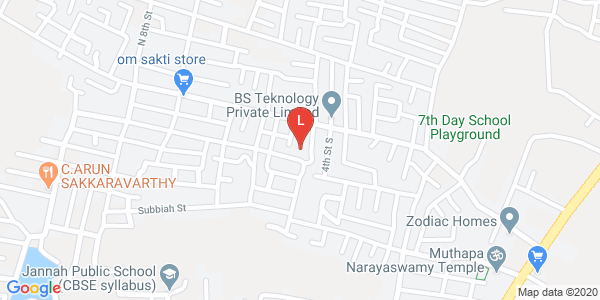 N 8th St
om sakti store
BS Teknology
Private Limited
L
7th Day School
Playground
4th St S
C.ARUN
SAKKARAVARTHY
Subbiah St
Zodiac Homes
Muthapa
Narayaswamy Temple
Jannah Public School
(CBSE syllabus)
Google
Map data ©2020